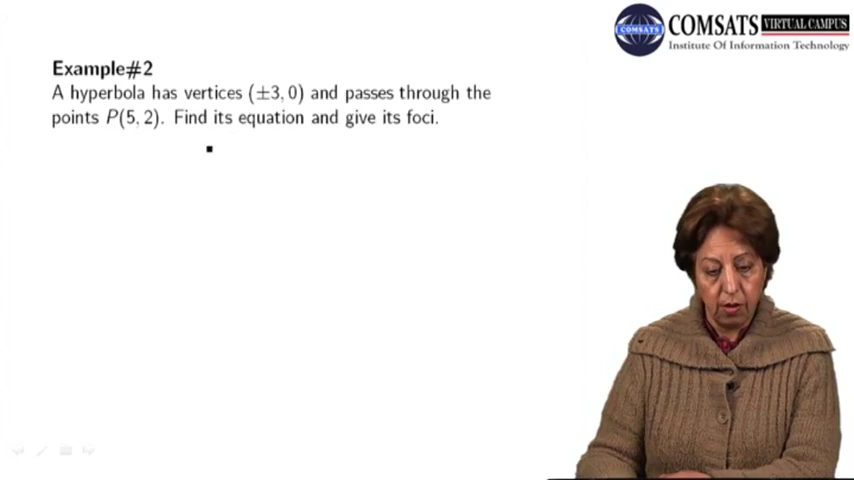 COMSATS VIRTUAL CAMPUS
COMSATS
Institute Of Information Technology
Example#2
A hyperbola has vertices (±3, 0) and passes through the
points P(5, 2). Find its equation and give its foci.